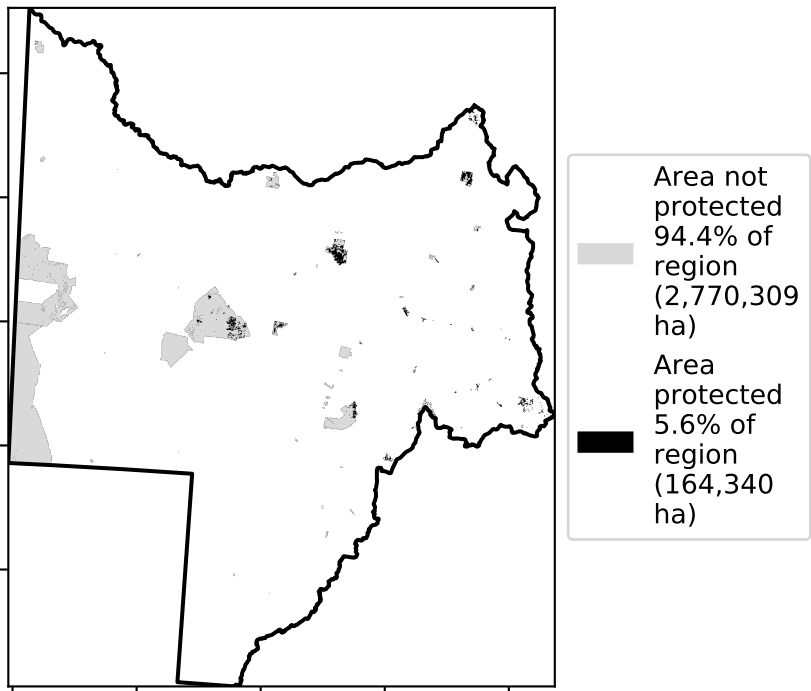 Area not
protected
94.4% of
region
(2,770,309
ha)
Area
protected
5.6% of
region
(164,340
ha)